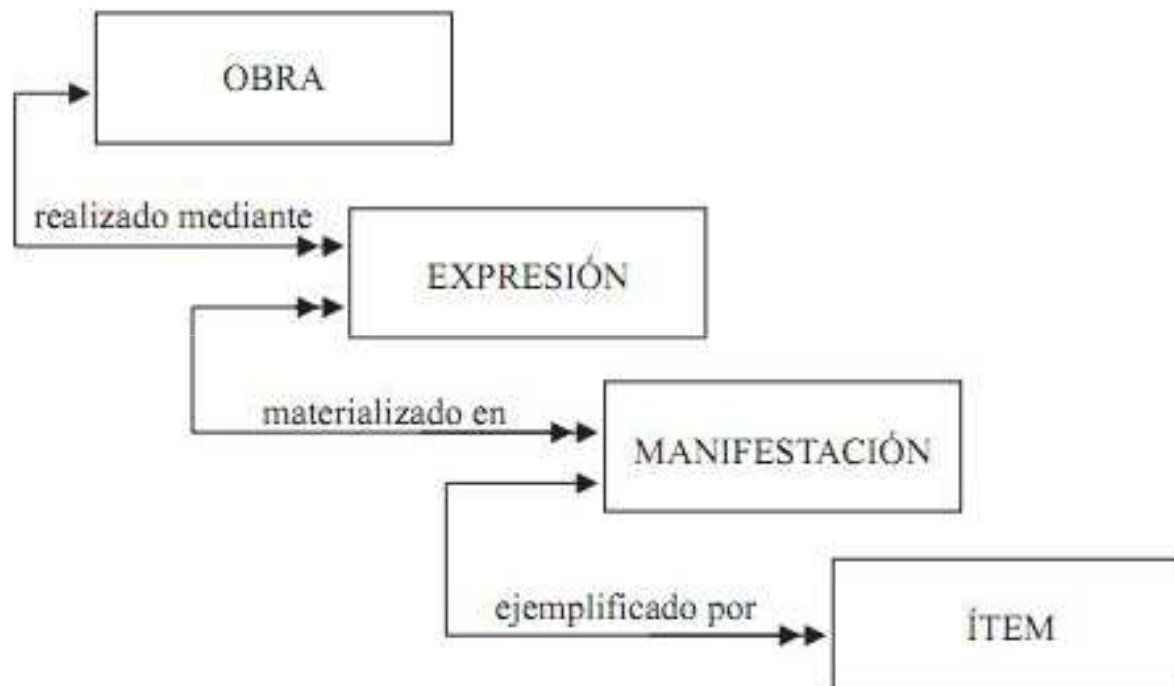 OBRA
realizado mediante
EXPRESIÓN
materializado en
MANIFESTACIÓN
ejemplificado por
ÍTEM